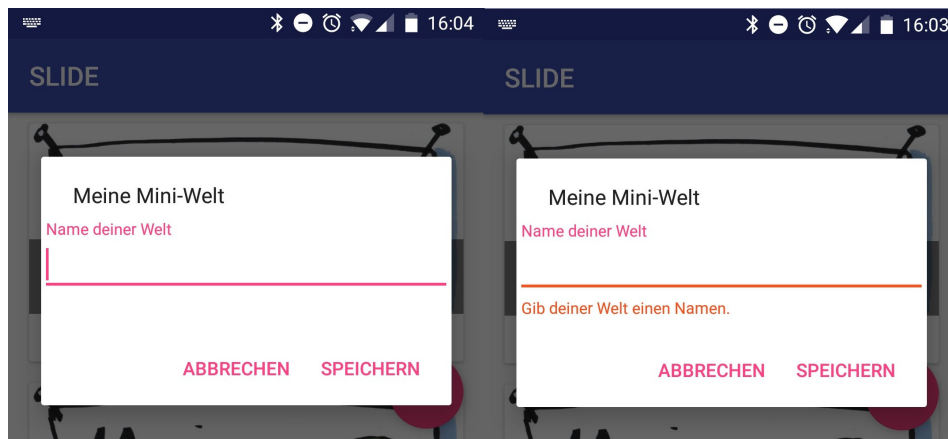 16:04
SLIDE
Meine Mini-Welt
Name deiner Welt
ABBRECHEN SPEICHERN
16:03
SLIDE
Meine Mini-Welt
Name deiner Welt
Gib deiner Welt einen Namen.
ABBRECHEN SPEICHERN